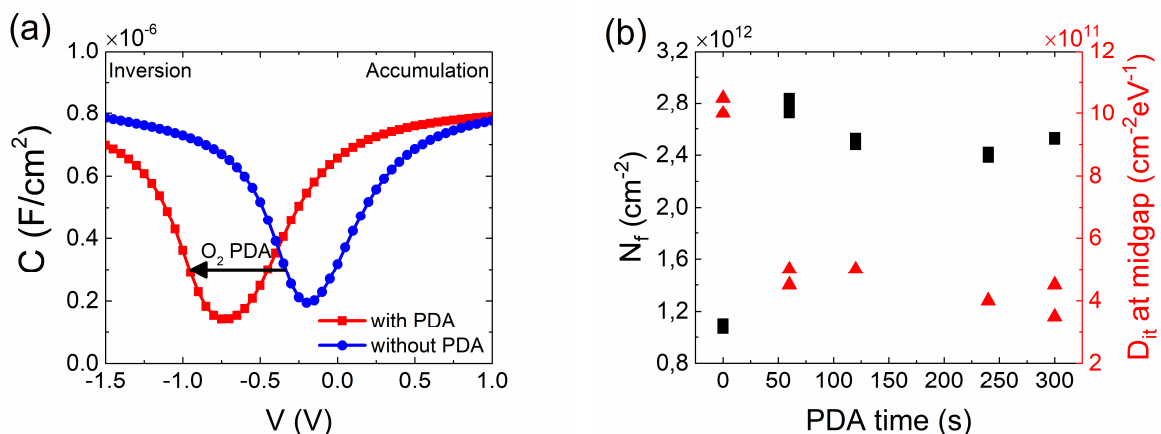 (a)
×10⁻⁶
1.0
0.8
0.6
0.4
0.2
0.0
C (F/cm²)
Inversion
Accumulation
O₂ PDA
with PDA
without PDA
-1.5
-1.0
-0.5
0.0
0.5
1.0
V (V)
(b)
×10¹²
3,2
2,8
2,4
2,0
1,6
1,2
0,8
N_f (cm⁻²)
0
50
100
150
200
250
300
PDA time (s)
×10¹¹
12
10
8
6
4
2
D_it at midgap (cm⁻²eV⁻¹)